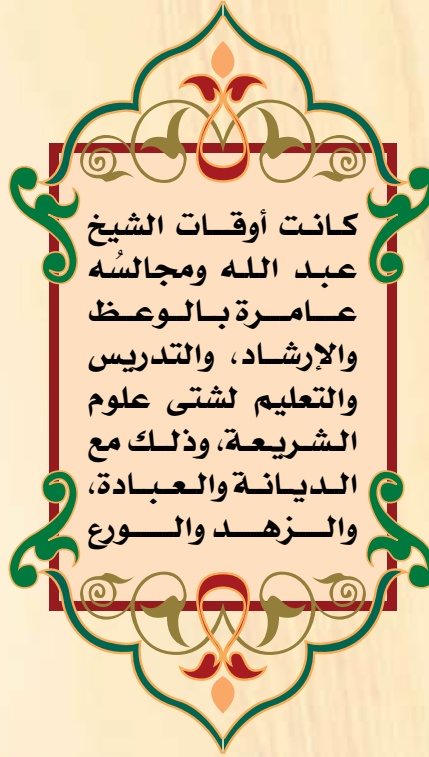 كانت أوقات الشيخ
عبد الله ومجالسُه
عامرة بالوعظ
والإرشاد، والتدريس
والتعليم لشتى علوم
الشريعة، وذلك مع
الديانة والعبادة،
والزهد والورع